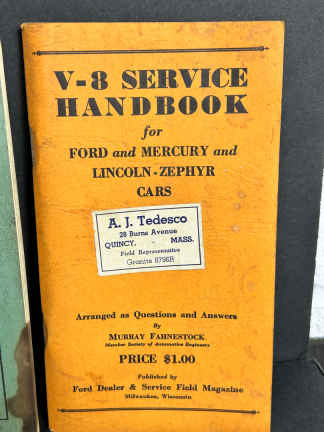 V-8 SERVICE
HANDBOOK
for
FORD and MERCURY and
LINCOLN-ZEPHYR
CARS
A. J. Tedesco
28 Burns Avenue
QUINCY, - MASS.
Field Representative
Granite 8796R
Arranged as Questions and Answers
By
MURRAY FAHNESTOCK
Member Society of Automotive Engineers
PRICE $1.00
Published by
Ford Dealer & Service Field Magazine
Milwaukee, Wisconsin